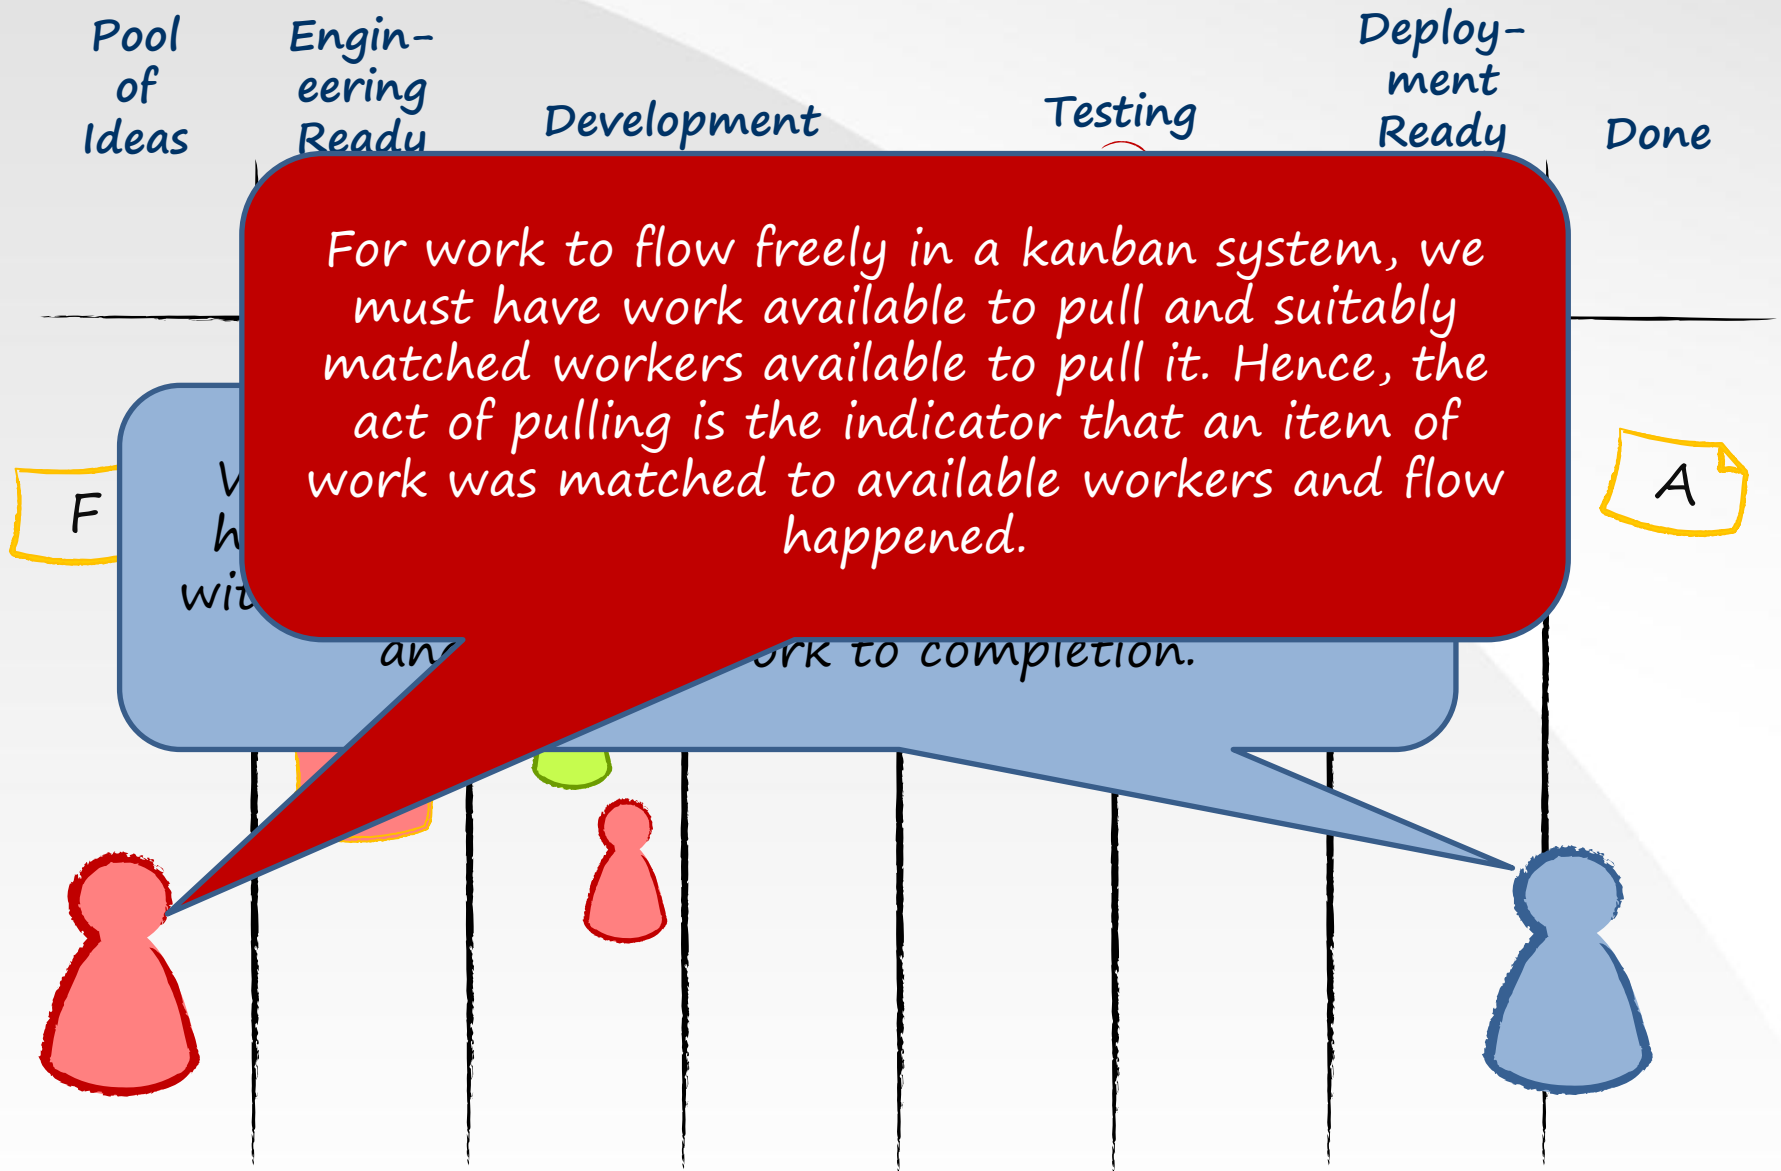 Pool
of
Ideas
Engin-
eering
Ready
Development
Testing
Deploy-
ment
Ready
Done
For work to flow freely in a kanban system, we
must have work available to pull and suitably
matched workers available to pull it. Hence, the
act of pulling is the indicator that an item of
work was matched to available workers and flow
happened.
F
A
to completion.